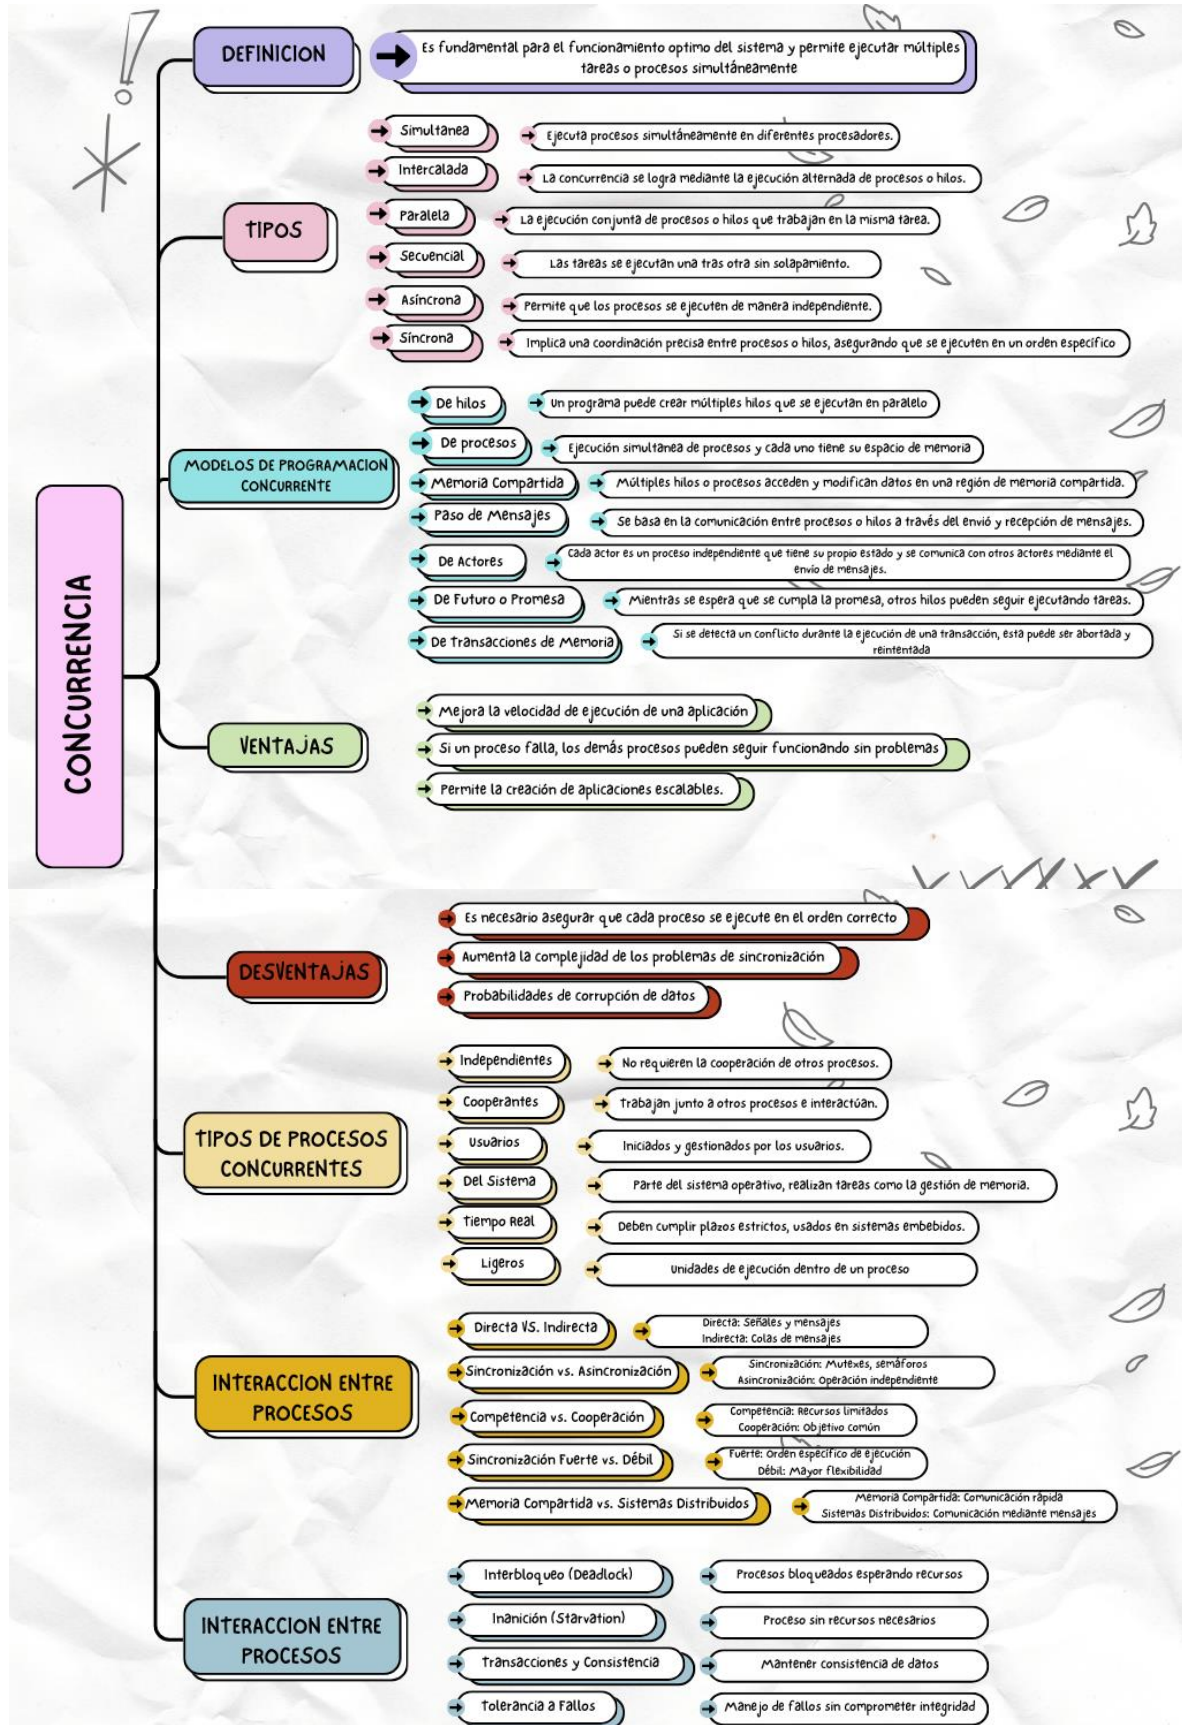 CONCURRENCIA
DEFINICION
Es fundamental para el funcionamiento optimo del sistema y permite ejecutar múltiples
tareas o procesos simultáneamente
TIPOS
Simultanea
Ejecuta procesos simultáneamente en diferentes procesadores.
Intercalada
La concurrencia se logra mediante la ejecución alternada de procesos o hilos.
Paralela
La ejecución conjunta de procesos o hilos que trabajan en la misma tarea.
Secuencial
Las tareas se ejecutan una tras otra sin solapamiento.
Asíncrona
Permite que los procesos se ejecuten de manera independiente.
Síncrona
Implica una coordinación precisa entre procesos o hilos, asegurando que se ejecuten en un orden específico
MODELOS DE PROGRAMACION
CONCURRENTE
De hilos
Un programa puede crear múltiples hilos que se ejecutan en paralelo
De procesos
Ejecución simultanea de procesos y cada uno tiene su espacio de memoria
Memoria Compartida
Múltiples hilos o procesos acceden y modifican datos en una región de memoria compartida.
Paso de Mensajes
Se basa en la comunicación entre procesos o hilos a través del envió y recepción de mensajes.
De Actores
Cada actor es un proceso independiente que tiene su propio estado y se comunica con otros actores mediante el
envío de mensajes.
De Futuro o Promesa
Mientras se espera que se cumpla la promesa, otros hilos pueden seguir ejecutando tareas.
De Transacciones de Memoria
Si se detecta un conflicto durante la ejecución de una transacción, esta puede ser abortada y
reintentada
VENTAJAS
Mejora la velocidad de ejecución de una aplicación
Si un proceso falla, los demás procesos pueden seguir funcionando sin problemas
Permite la creación de aplicaciones escalables.
DESVENTAJAS
Es necesario asegurar que cada proceso se ejecute en el orden correcto
Aumenta la complejidad de los problemas de sincronización
Probabilidades de corrupción de datos
TIPOS DE PROCESOS
CONCURRENTES
Independientes
No requieren la cooperación de otros procesos.
Cooperantes
Trabajan junto a otros procesos e interactúan.
Usuarios
Iniciados y gestionados por los usuarios.
Del Sistema
Parte del sistema operativo, realizan tareas como la gestión de memoria.
Tiempo Real
Deben cumplir plazos estrictos, usados en sistemas embebidos.
Ligeros
Unidades de ejecución dentro de un proceso
INTERACCION ENTRE
PROCESOS
Directa VS. Indirecta
Directa: Señales y mensajes
Indirecta: Colas de mensajes
Sincronización vs. Asincronización
Sincronización: Mutexes, semáforos
Asincronización: Operación independiente
Competencia vs. Cooperación
Competencia: Recursos limitados
Cooperación: Objetivo común
Sincronización Fuerte vs. Débil
Fuerte: Orden específico de ejecución
Débil: Mayor flexibilidad
Memoria Compartida vs. Sistemas Distribuidos
Memoria Compartida: Comunicación rápida
Sistemas Distribuidos: Comunicación mediante mensajes
INTERACCION ENTRE
PROCESOS
Interbloqueo (Deadlock)
Procesos bloqueados esperando recursos
Inanición (Starvation)
Proceso sin recursos necesarios
Transacciones y Consistencia
Mantener consistencia de datos
Tolerancia a Fallos
Manejo de fallos sin comprometer integridad